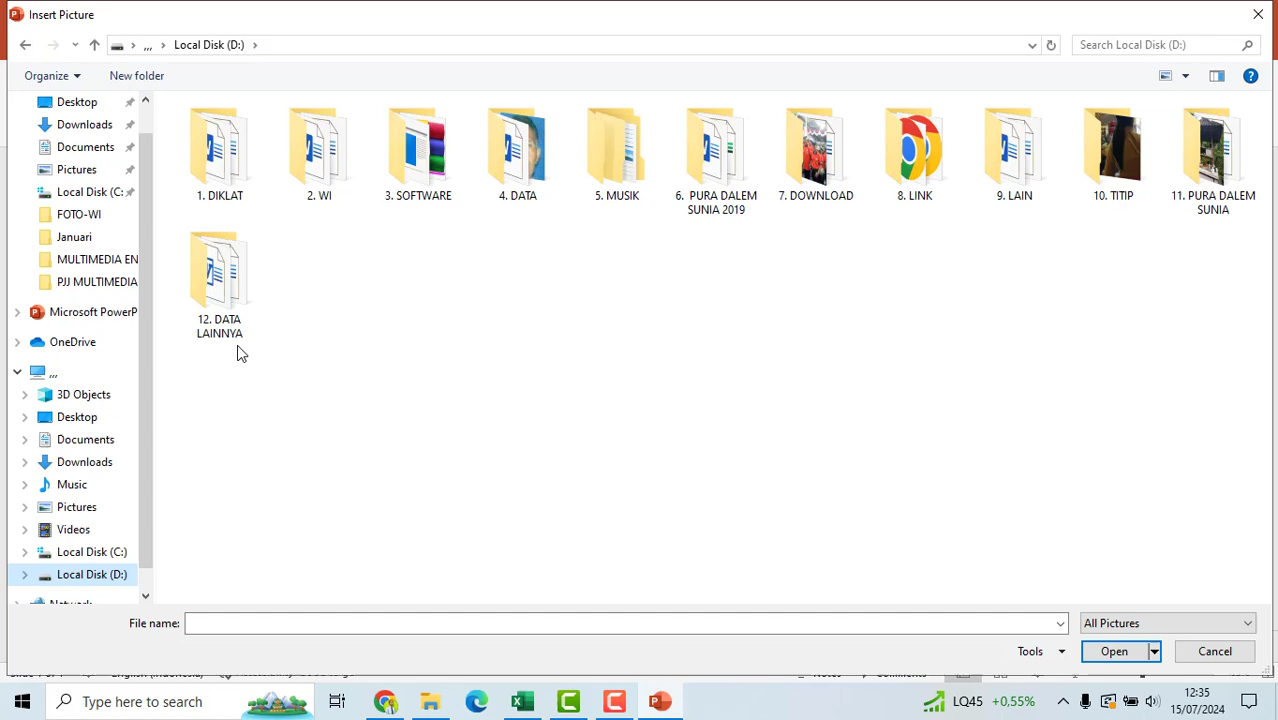 Insert Picture
,,,
Local Disk (D:)
Search Local Disk (D:)
Organize
New folder
Desktop
Downloads
Documents
Pictures
Local Disk (C:
FOTO-WI
Januari
MULTIMEDIA EN
PJJ MULTIMEDIA
Microsoft PowerP
OneDrive
,,,
3D Objects
Desktop
Documents
Downloads
Music
Pictures
Videos
Local Disk (C:)
Local Disk (D:)
Network
1. DIKLAT
2. WI
3. SOFTWARE
4. DATA
5. MUSIK
6.  PURA DALEM
SUNIA 2019
7. DOWNLOAD
8. LINK
9. LAIN
10. TITIP
11. PURA DALEM
SUNIA
12. DATA
LAINNYA
File name:
All Pictures
Tools
Open
Cancel
Type here to search
LQ45
+0,55%
12:35
15/07/2024